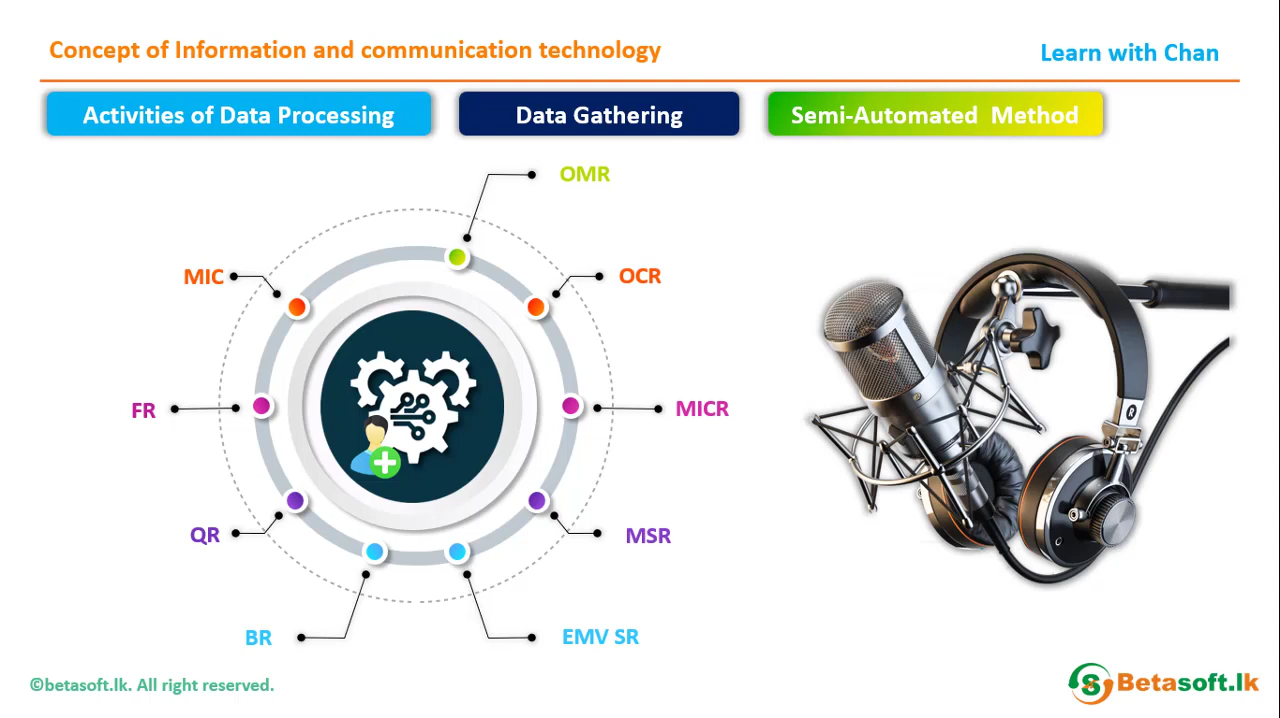 Concept of Information and communication technology
Learn with Chan
Activities of Data Processing
Data Gathering
Semi-Automated Method
OMR
MIC
OCR
FR
MICR
QR
MSR
BR
EMV SR
R
©betasoft.lk. All right reserved.
S
Betasoft.lk